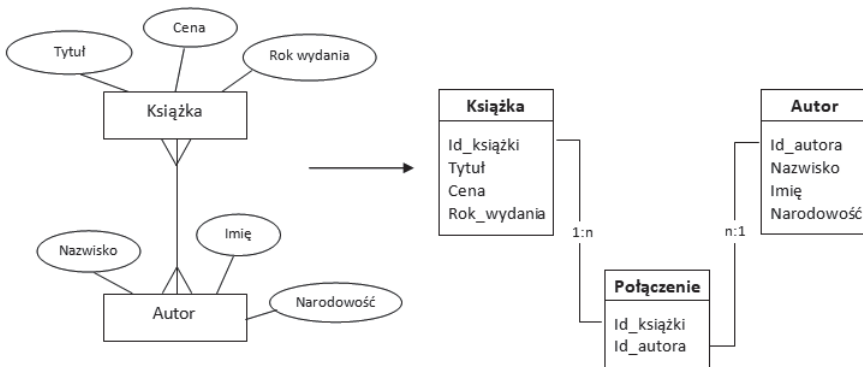 Tytuł
Cena
Rok wydania
Książka
Nazwisko
Imię
Narodowość
Autor
Książka
Id_książki
Tytuł
Cena
Rok_wydania
1:n
Połączenie
Id_książki
Id_autora
n:1
Autor
Id_autora
Nazwisko
Imię
Narodowość